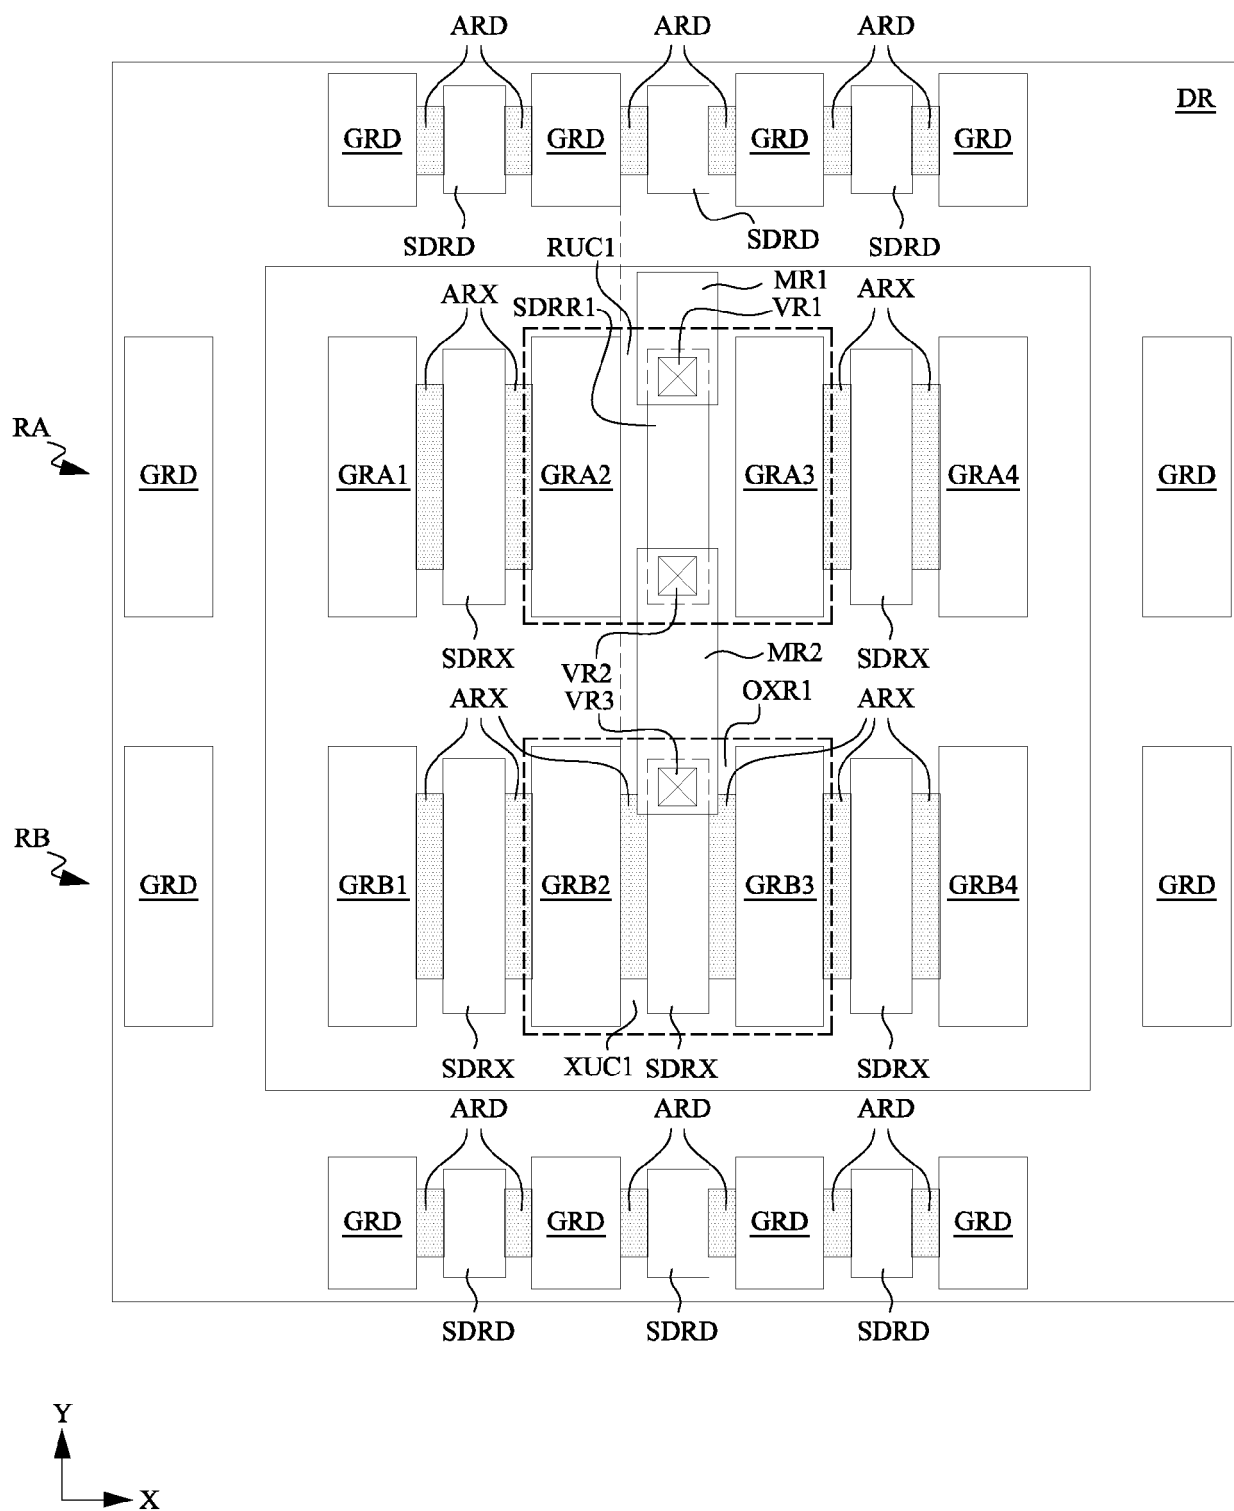 ARD ARD ARD
DR
GRD GRD GRD GRD
SDRD RUC1 SDRD SDRD
MR1
ARX SDRR1 VR1 ARX
RA
GRD GRA1 GRA2 GRA3 GRA4 GRD
SDRX VR2 MR2 SDRX
ARX VR3 OXR1 ARX
RB
GRD GRB1 GRB2 GRB3 GRB4 GRD
SDRX XUC1 SDRX SDRX
ARD ARD ARD
GRD GRD GRD GRD
SDRD SDRD SDRD
Y
X